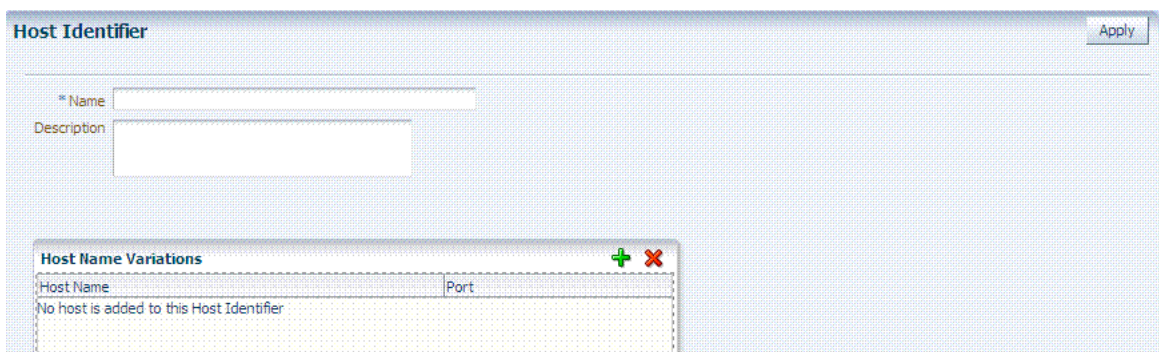 Host Identifier
Apply
* Name
Description
Host Name Variations
Host Name Port
No host is added to this Host Identifier